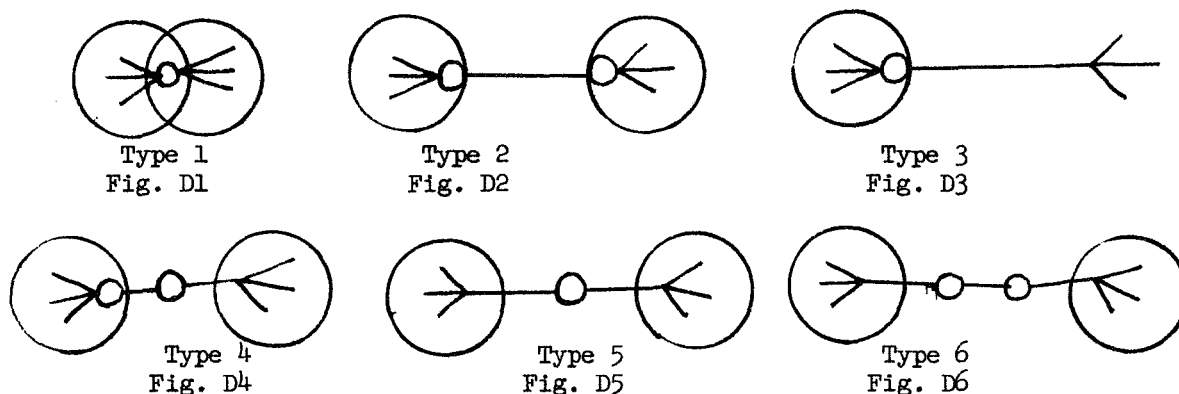 Type 1
Fig. D1
Type 2
Fig. D2
Type 3
Fig. D3
Type 4
Fig. D4
Type 5
Fig. D5
Type 6
Fig. D6